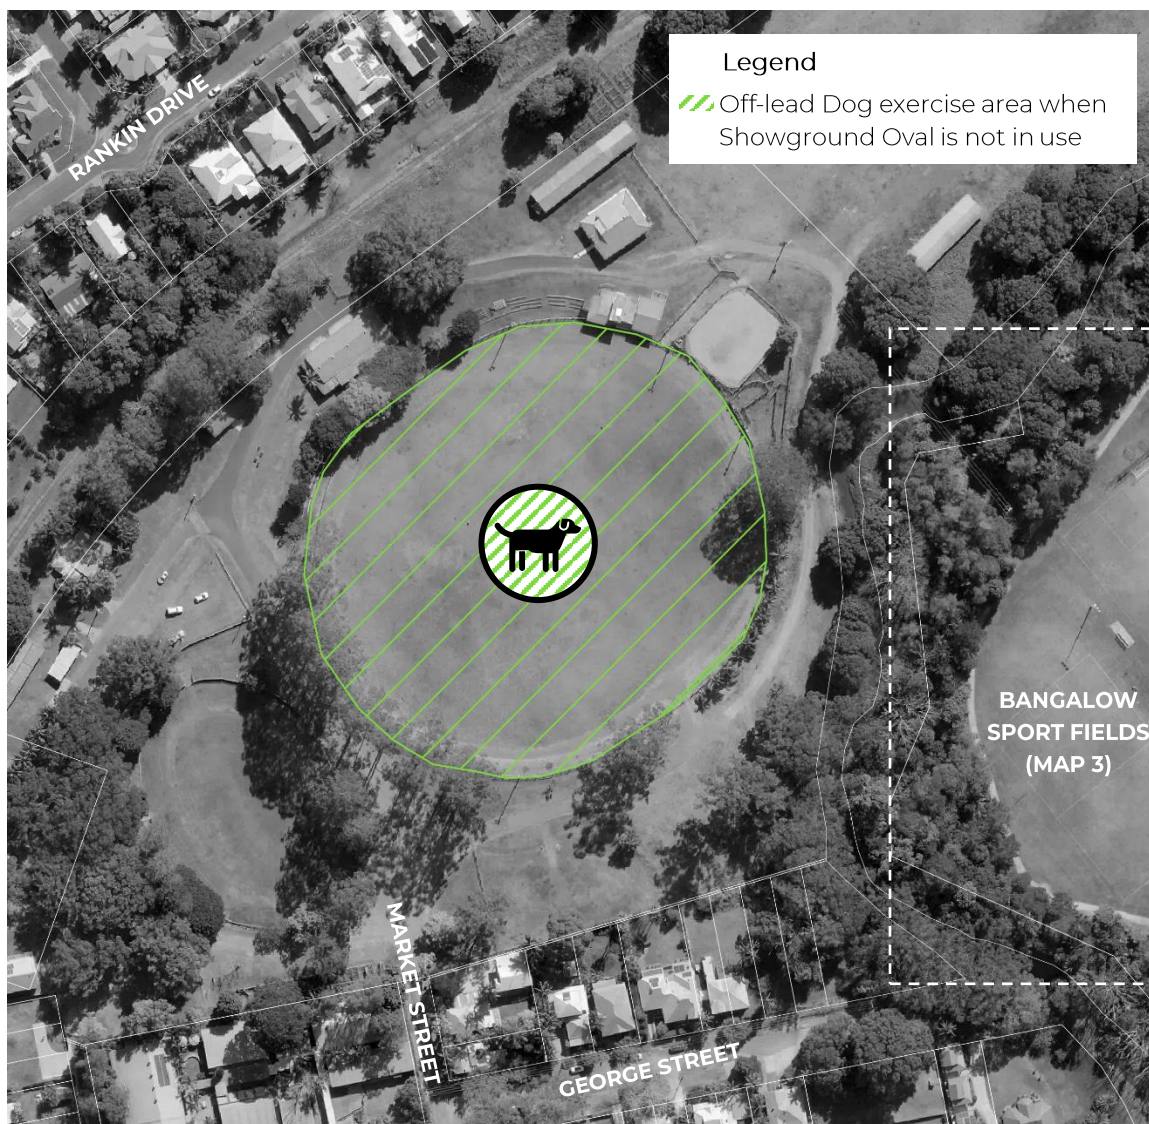 Legend
Off-lead Dog exercise area when
Showground Oval is not in use
RANKIN DRIVE
BANGALOW
SPORT FIELDS
(MAP 3)
MARKET STREET
GEORGE STREET